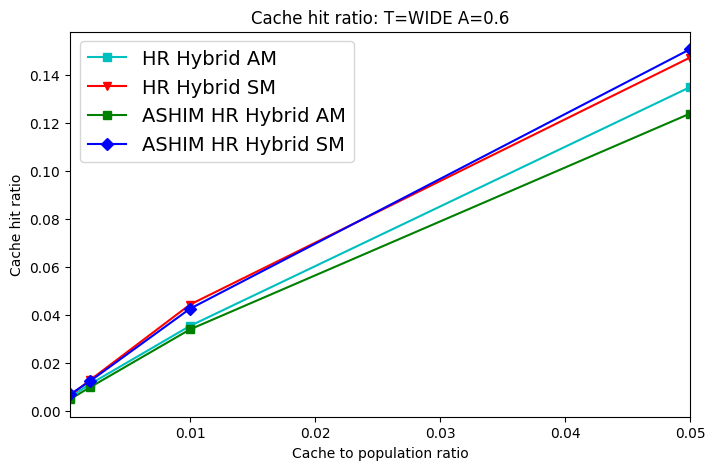 Cache hit ratio: T=WIDE A=0.6
HR Hybrid AM
HR Hybrid SM
ASHIM HR Hybrid AM
ASHIM HR Hybrid SM
Cache hit ratio
0.14
0.12
0.10
0.08
0.06
0.04
0.02
0.00
0.01
0.02
0.03
0.04
0.05
Cache to population ratio